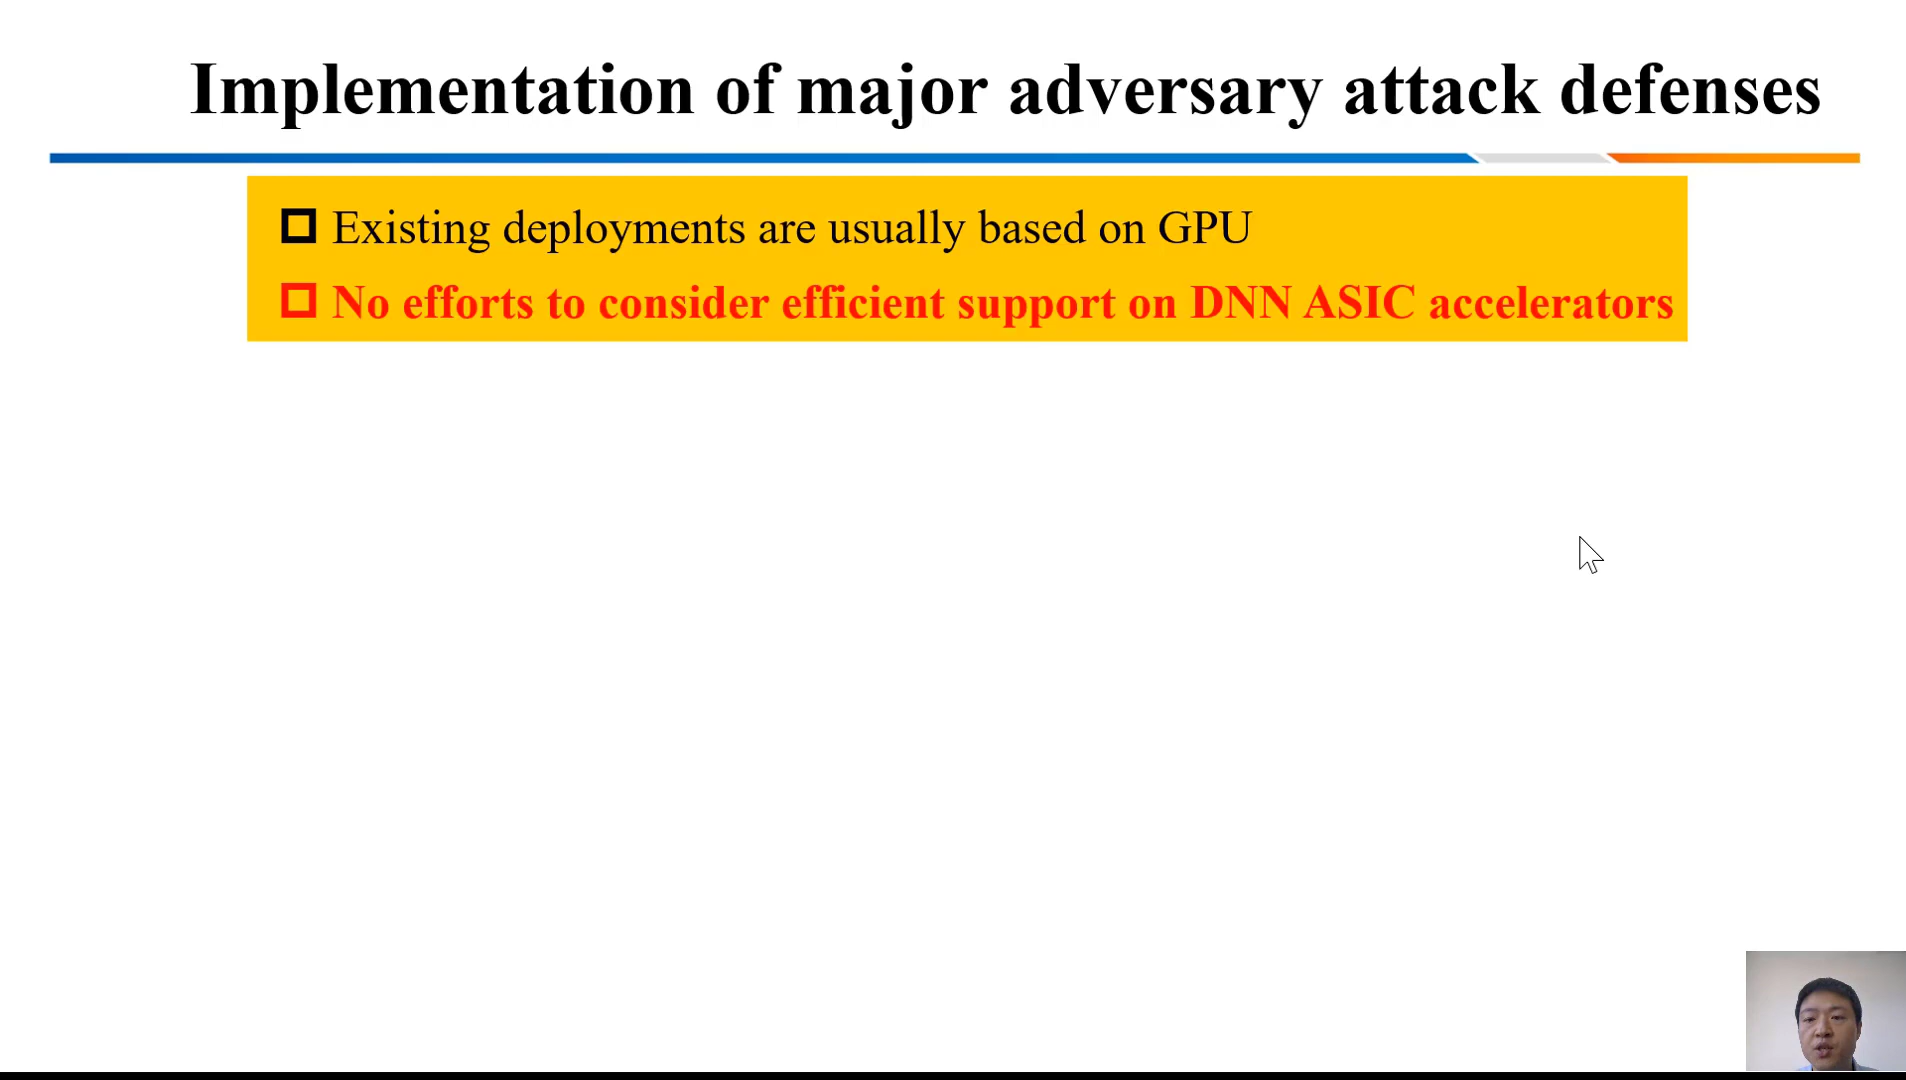 Implementation of major adversary attack defenses
Existing deployments are usually based on GPU
No efforts to consider efficient support on DNN ASIC accelerators